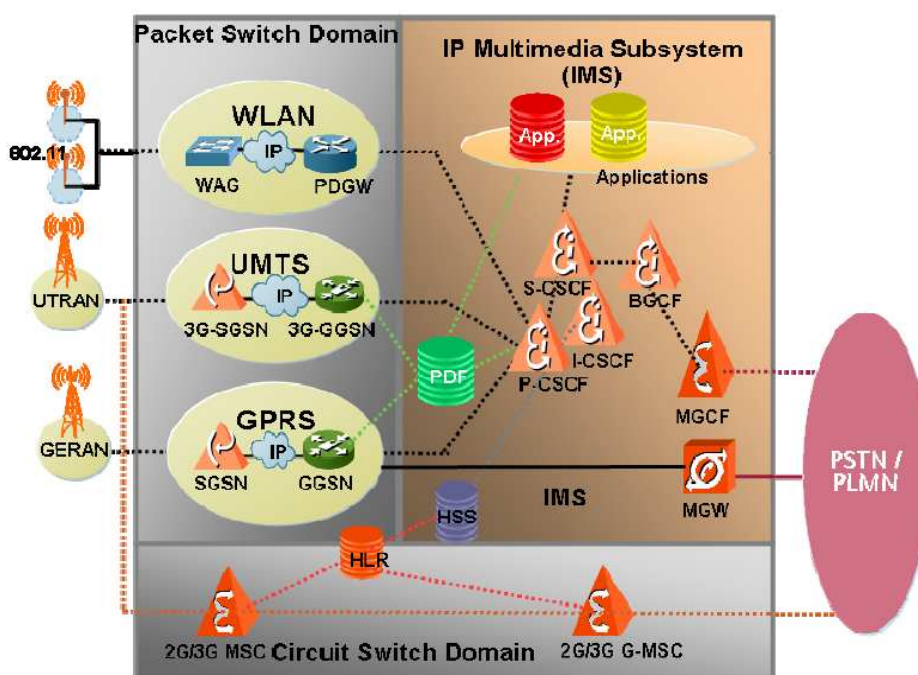 Packet Switch Domain
IP Multimedia Subsystem
(IMS)
WLAN
IP
WAG
PDGW
802.11
App.
App.
Applications
UMTS
IP
3G-SGSN
3G-GGSN
UTRAN
S-CSCF
BGCF
I-CSCF
P-CSCF
PDF
MGCF
GPRS
IP
SGSN
GGSN
GERAN
MGW
PSTN /
PLMN
IMS
HSS
HLR
2G/3G MSC
Circuit Switch Domain
2G/3G G-MSC